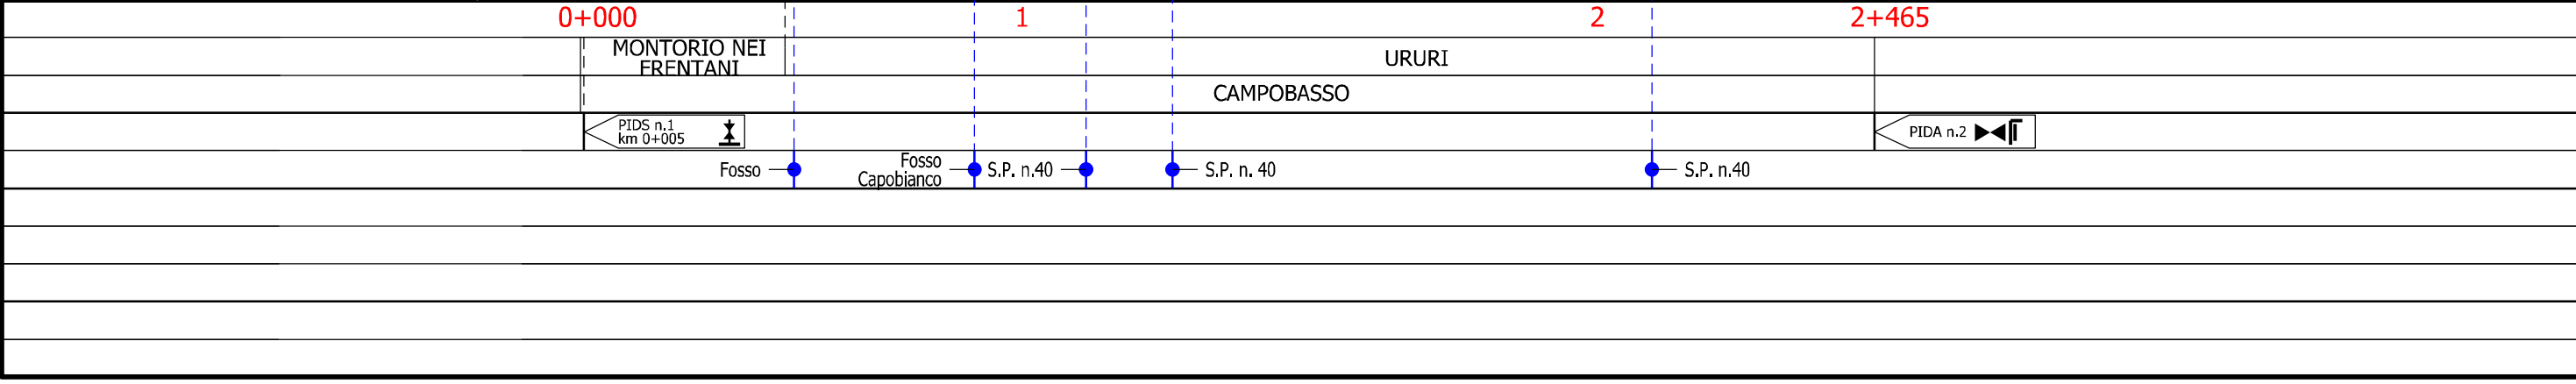 0+000 1 2 2+465
MONTORIO NEI
FRENTANI
URURI
CAMPOBASSO
PIDS n.1
km 0+005
PIDA n.2
Fosso
Fosso
Capobianco
S.P. n.40
S.P. n. 40
S.P. n.40